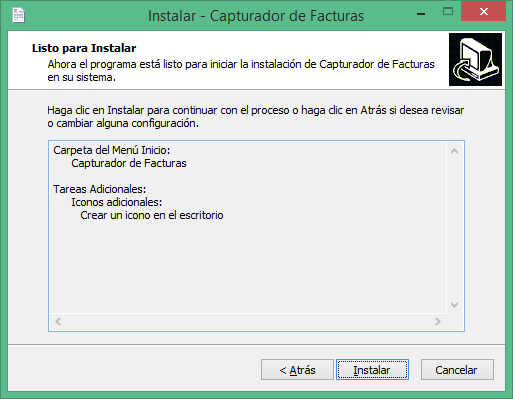 Instalar - Capturador de Facturas
Listo para Instalar
Ahora el programa está listo para iniciar la instalación de Capturador de Facturas
en su sistema.
Haga clic en Instalar para continuar con el proceso o haga clic en Atrás si desea revisar
o cambiar alguna configuración.
Carpeta del Menú Inicio:
Capturador de Facturas
Tareas Adicionales:
Iconos adicionales:
Crear un icono en el escritorio
< Atrás
Instalar
Cancelar